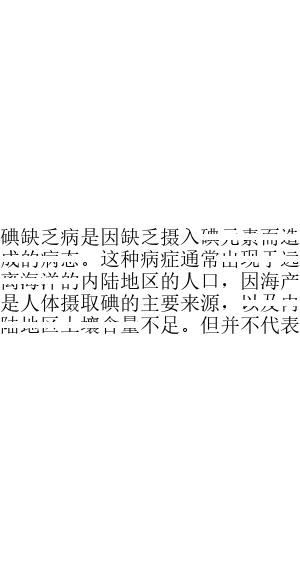 碘缺乏病是因缺乏摄入碘元素而造
成的病态。这种病症通常出现于远
离海洋的内陆地区的人口，因海产
是人体摄取碘的主要来源，以及内
陆地区土壤含量不足。但并不代表